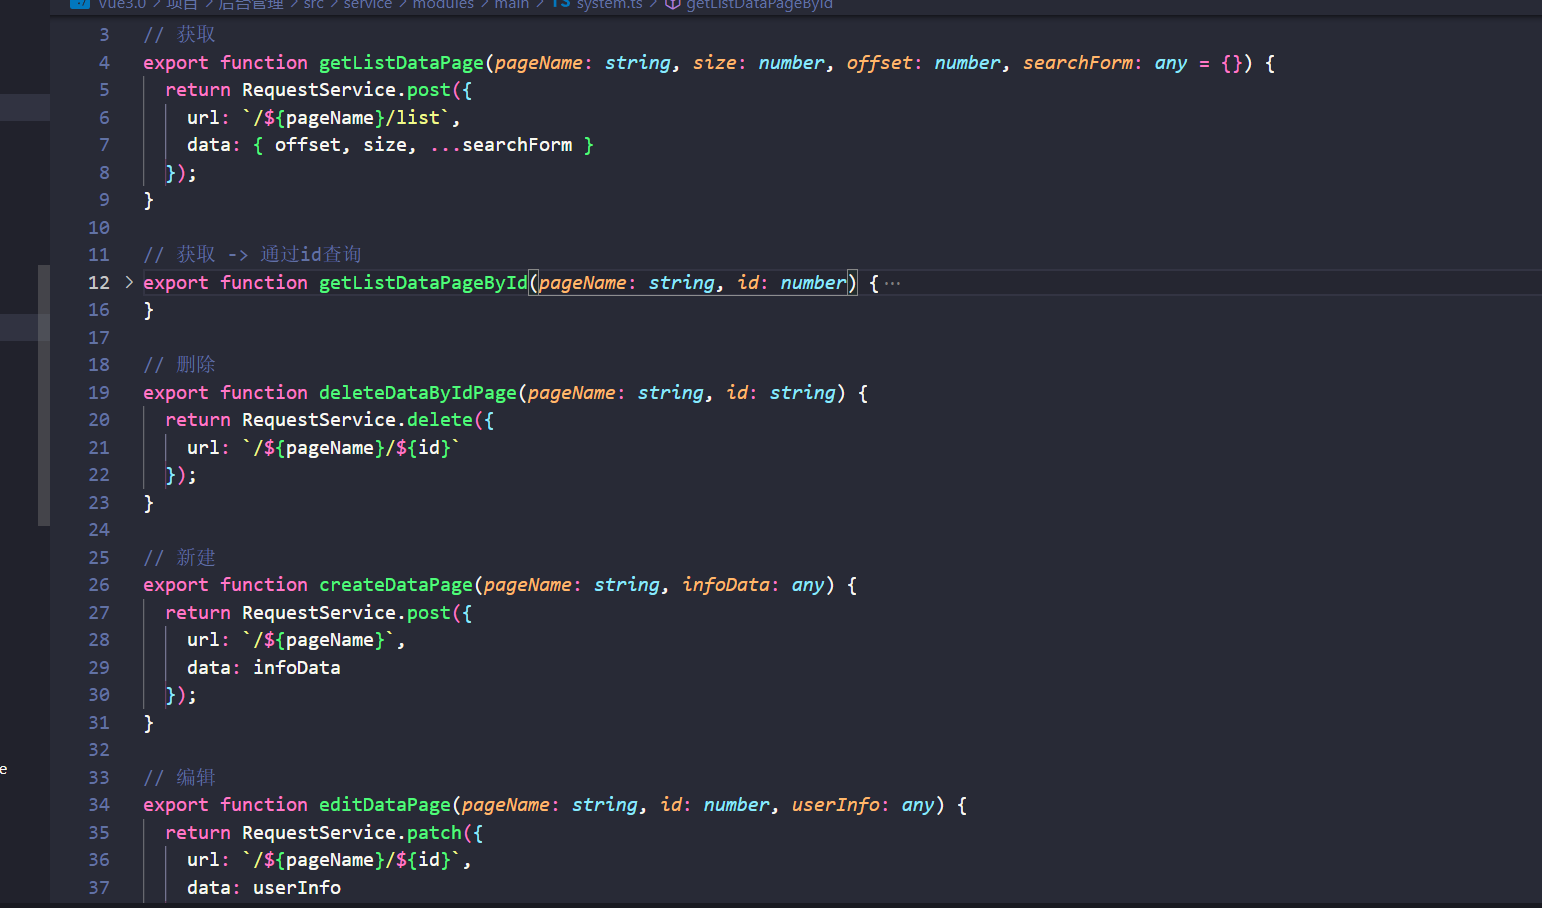 Vue3.0 > 项目 > 后台管理 > src > service > modules > main > TS system.ts > getListDataPageById
3 // 获取
4 export function getListDataPage(pageName: string, size: number, offset: number, searchForm: any = {}) {
5 return RequestService.post({
6 url: `/${pageName}/list`,
7 data: { offset, size, ...searchForm }
8 });
9 }
10
11 // 获取 -> 通过id查询
12 > export function getListDataPageById(pageName: string, id: number) { ···
16 }
17
18 // 删除
19 export function deleteDataByIdPage(pageName: string, id: string) {
20 return RequestService.delete({
21 url: `/${pageName}/${id}`
22 });
23 }
24
25 // 新建
26 export function createDataPage(pageName: string, infoData: any) {
27 return RequestService.post({
28 url: `/${pageName}`,
29 data: infoData
30 });
31 }
32
e
33 // 编辑
34 export function editDataPage(pageName: string, id: number, userInfo: any) {
35 return RequestService.patch({
36 url: `/${pageName}/${id}`,
37 data: userInfo